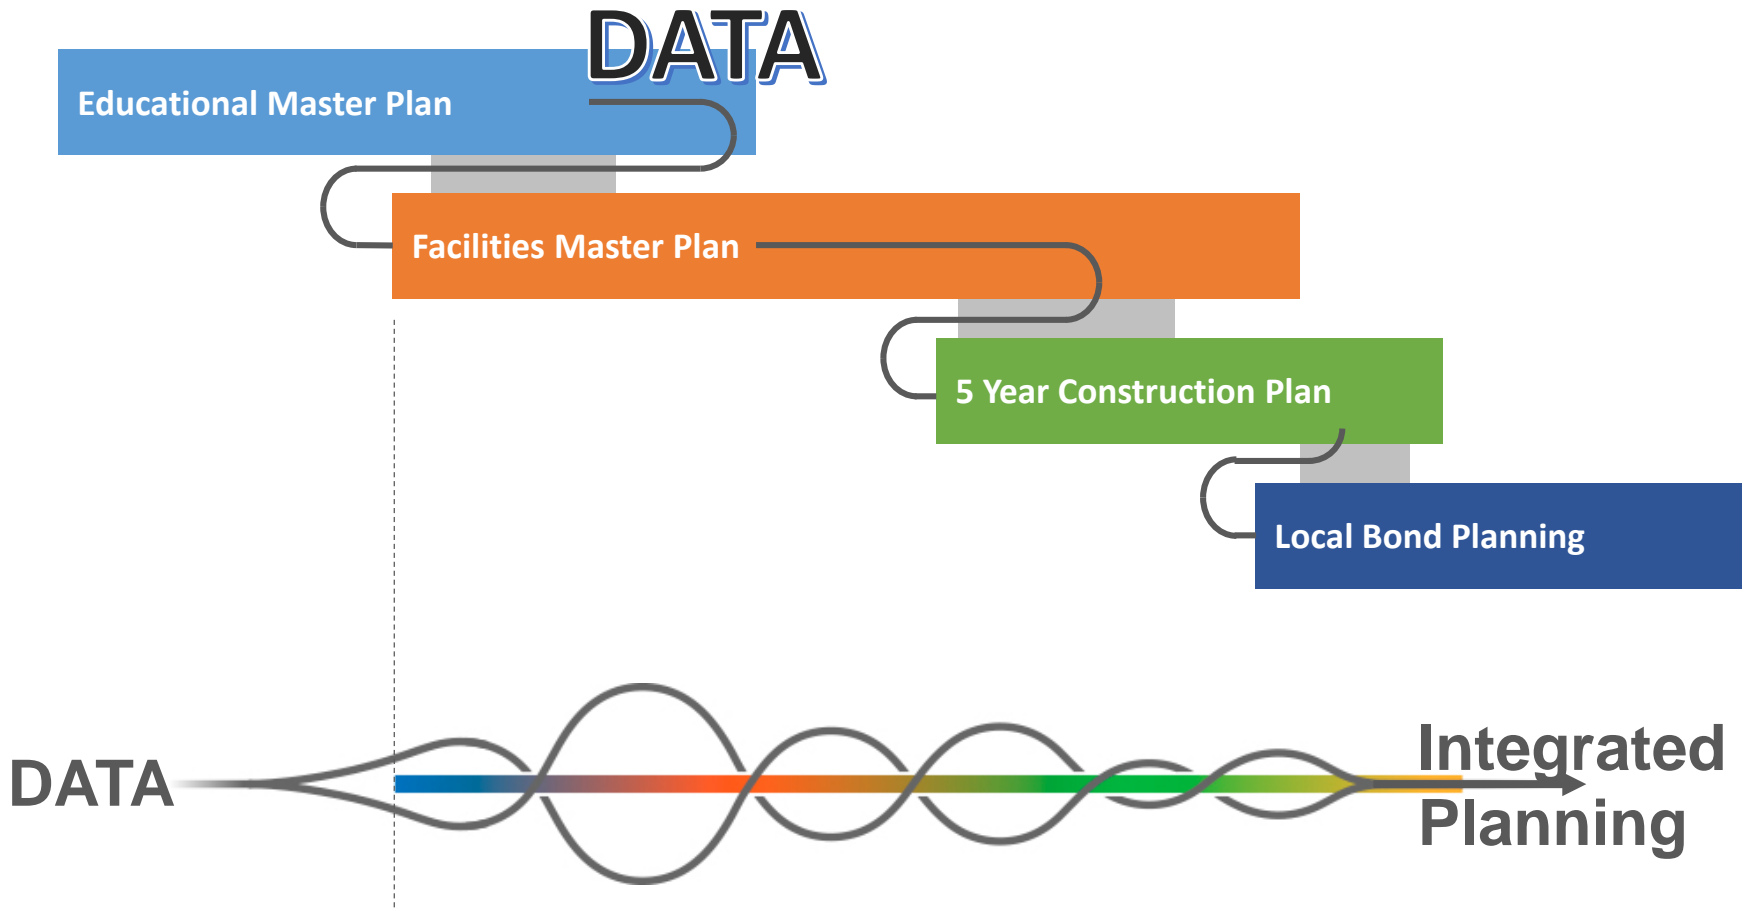 DATA
Educational Master Plan
Facilities Master Plan
5 Year Construction Plan
Local Bond Planning
DATA
Integrated
Planning